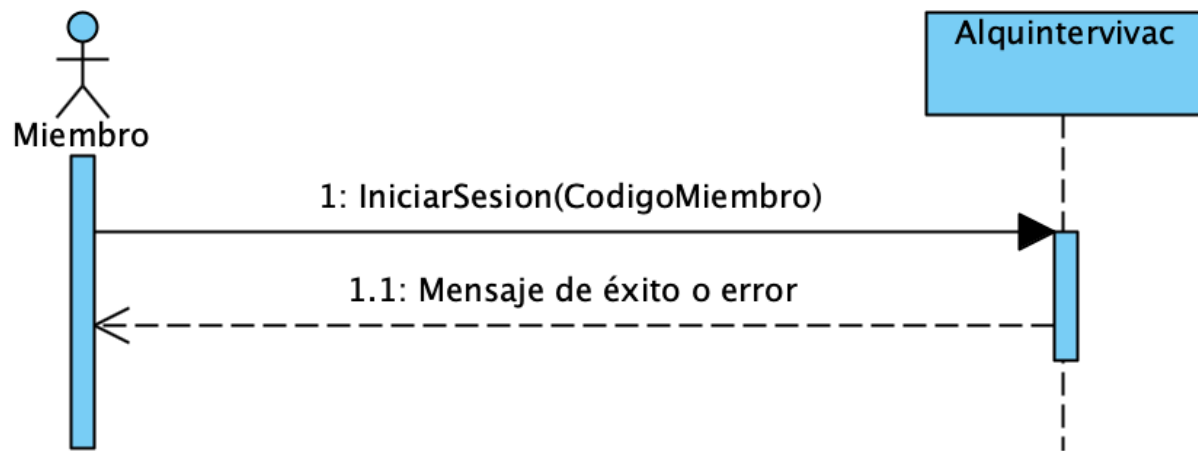 Alquintervivac
Miembro
1: IniciarSesion(CodigoMiembro)
1.1: Mensaje de éxito o error